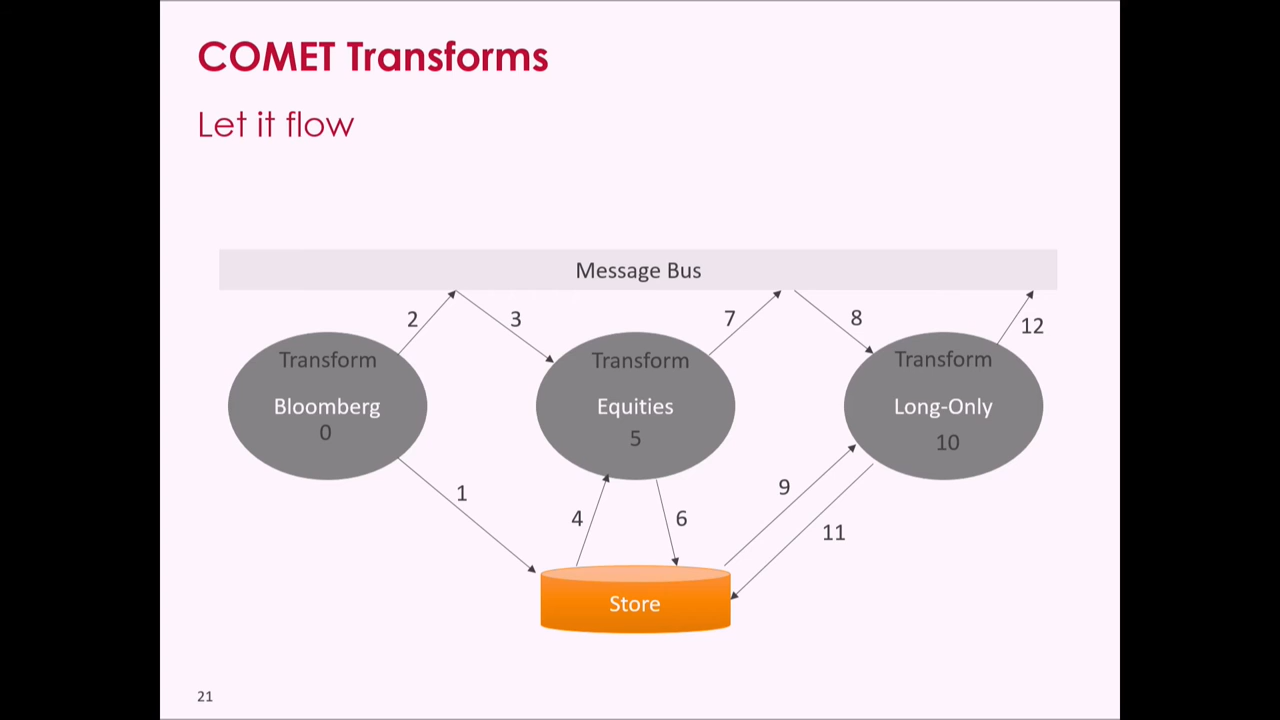 COMET Transforms
Let it flow
Message Bus
2
3
7
8
12
Transform
Bloomberg
0
Transform
Equities
5
Transform
Long-Only
10
1
4
6
9
11
Store
21